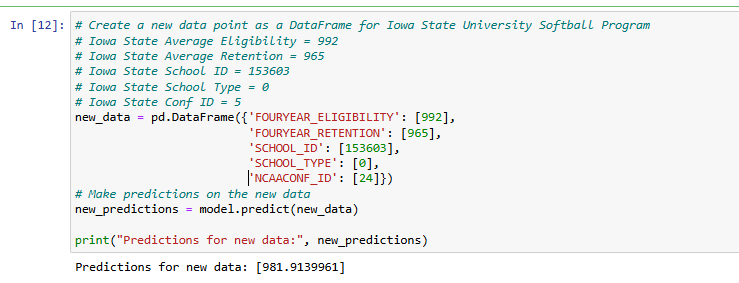 In [12]: # Create a new data point as a DataFrame for Iowa State University Softball Program
# Iowa State Average Eligibility = 992
# Iowa State Average Retention = 965
# Iowa State School ID = 153603
# Iowa State School Type = 0
# Iowa State Conf ID = 5
new_data = pd.DataFrame({'FOURYEAR_ELIGIBILITY': [992],
                         'FOURYEAR_RETENTION': [965],
                         'SCHOOL_ID': [153603],
                         'SCHOOL_TYPE': [0],
                         'NCAACONF_ID': [24]})
# Make predictions on the new data
new_predictions = model.predict(new_data)

print("Predictions for new data:", new_predictions)
Predictions for new data: [981.9139961]